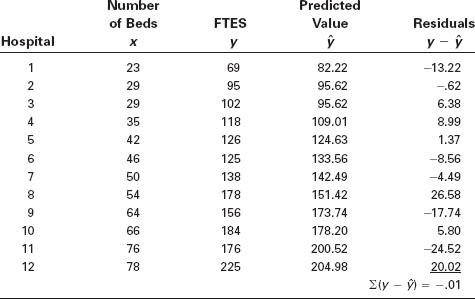 Number Predicted
of Beds FTES Value Residuals
Hospital x y ŷ y − ŷ
1 23 69 82.22 −13.22
2 29 95 95.62 −.62
3 29 102 95.62 6.38
4 35 118 109.01 8.99
5 42 126 124.63 1.37
6 46 125 133.56 −8.56
7 50 138 142.49 −4.49
8 54 178 151.42 26.58
9 64 156 173.74 −17.74
10 66 184 178.20 5.80
11 76 176 200.52 −24.52
12 78 225 204.98 20.02
Σ(y − ŷ) = −.01